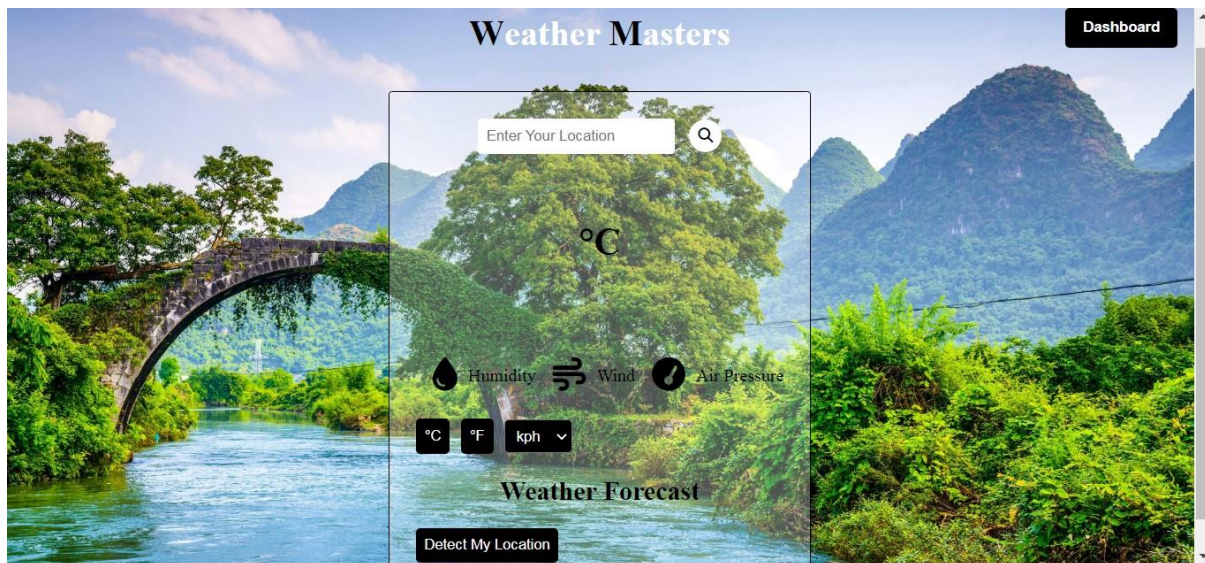 Weather Masters
Dashboard
Enter Your Location
°C
Humidity Wind Air Pressure
°C °F kph
Weather Forecast
Detect My Location